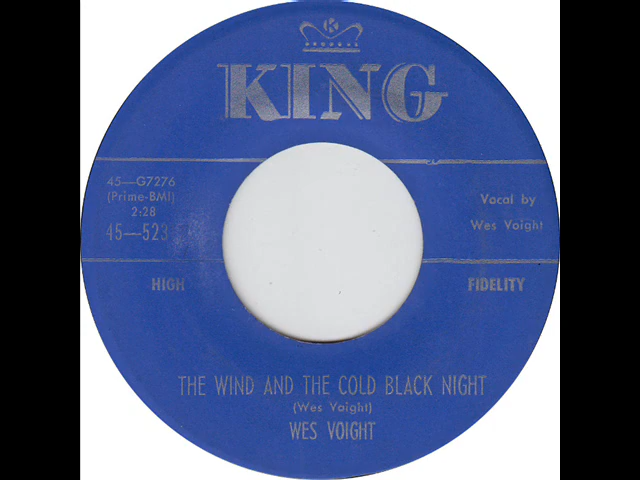 K
RECORDS
KING
45—G7276
(Prime-BMI)
2:28
45—523
Vocal by
Wes Voight
HIGH
FIDELITY
THE WIND AND THE COLD BLACK NIGHT
(Wes Voight)
WES VOIGHT